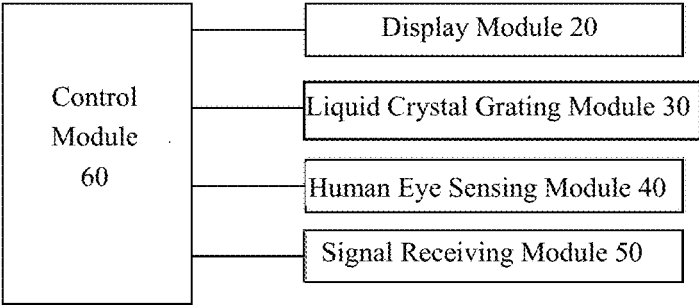 Control
Module
60
Display Module 20
Liquid Crystal Grating Module 30
Human Eye Sensing Module 40
Signal Receiving Module 50